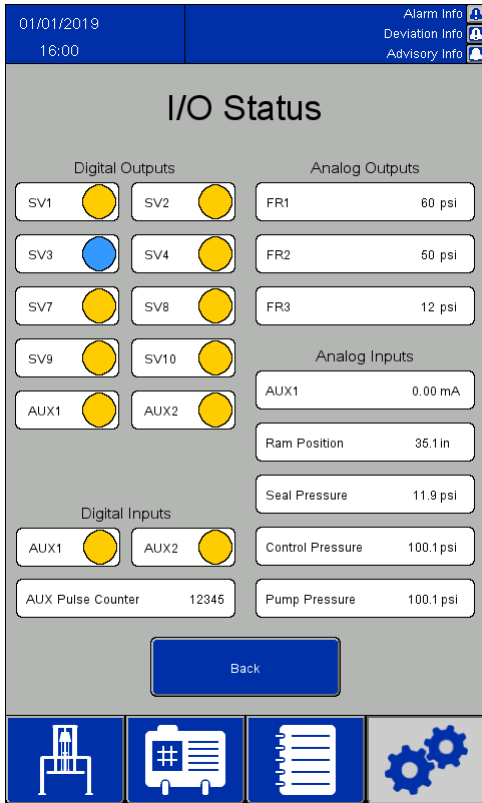 01/01/2019
16:00
Alarm Info
Deviation Info
Advisory Info
I/O Status
Digital Outputs
SV1
SV2
SV3
SV4
SV7
SV8
SV9
SV10
AUX1
AUX2
Digital Inputs
AUX1
AUX2
AUX Pulse Counter 12345
Analog Outputs
FR1 60 psi
FR2 50 psi
FR3 12 psi
Analog Inputs
AUX1 0.00 mA
Ram Position 35.1 in
Seal Pressure 11.9 psi
Control Pressure 100.1 psi
Pump Pressure 100.1 psi
Back